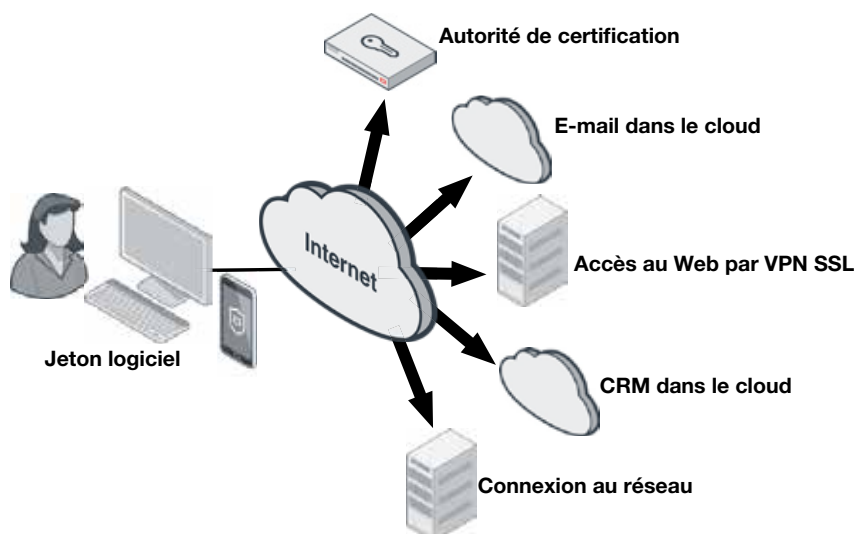 Autorité de certification
E-mail dans le cloud
Internet
Accès au Web par VPN SSL
Jeton logiciel
CRM dans le cloud
Connexion au réseau